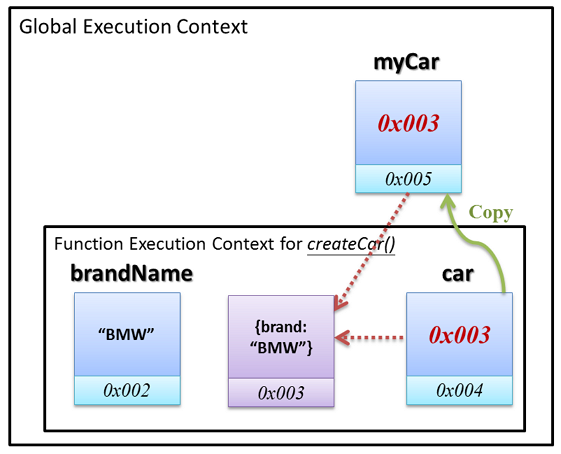 Global Execution Context
myCar
0x003
0x005
Copy
Function Execution Context for createCar()
brandName
car
“BMW”
{brand:
“BMW”}
0x003
0x002
0x003
0x004